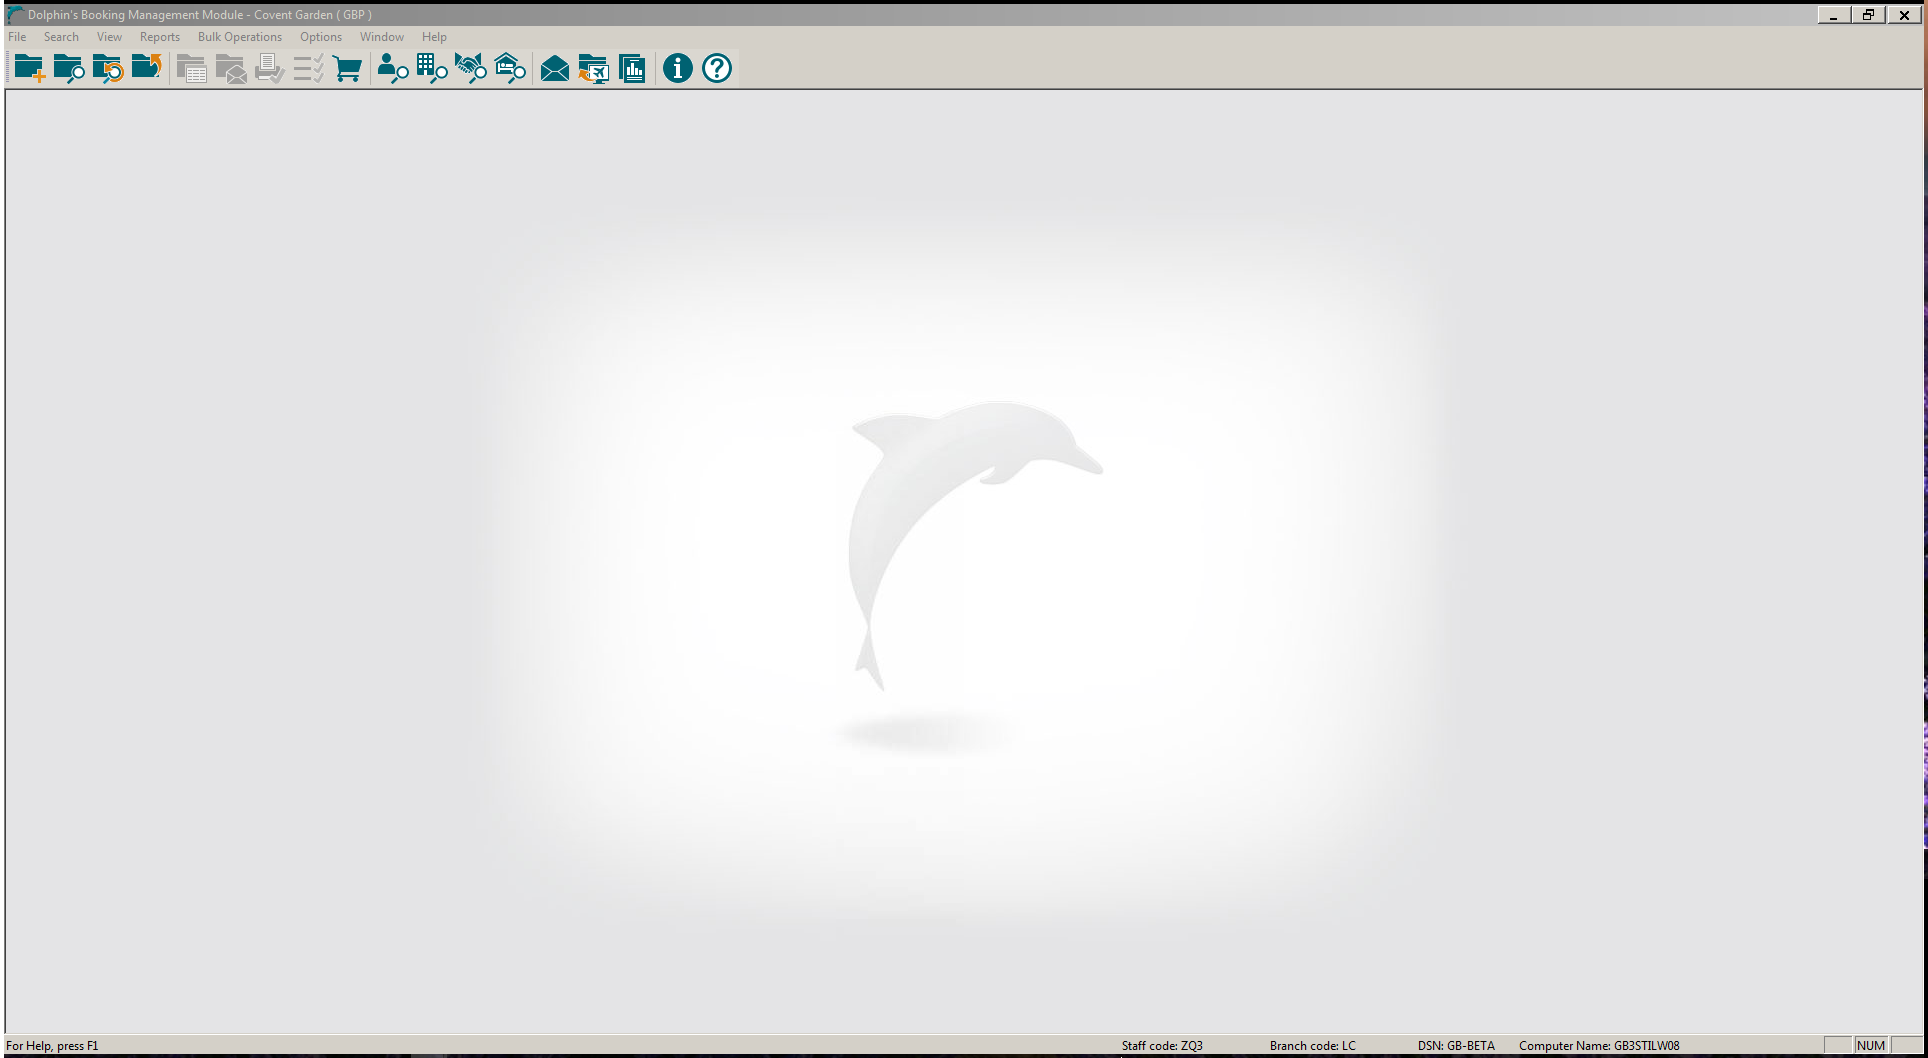 Dolphin's Booking Management Module - Covent Garden ( GBP )
File Search View Reports Bulk Operations Options Window Help
For Help, press F1 Staff code: ZQ3 Branch code: LC DSN: GB-BETA Computer Name: GB3STILW08 NUM